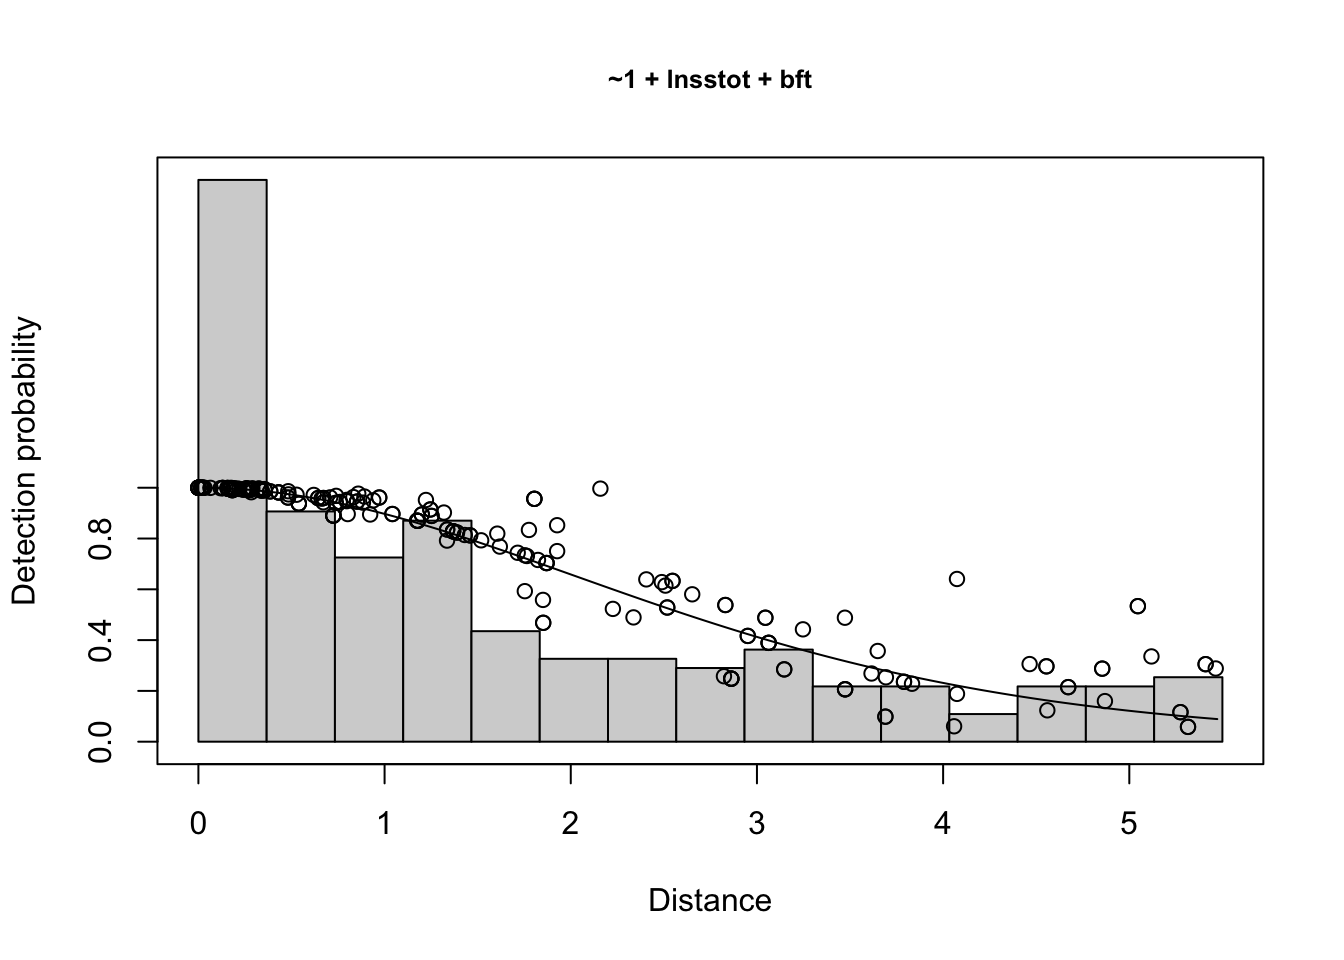 ~1 + lnsstot + bft
Detection probability
0.8
0.4
0.0
0 1 2 3 4 5
Distance